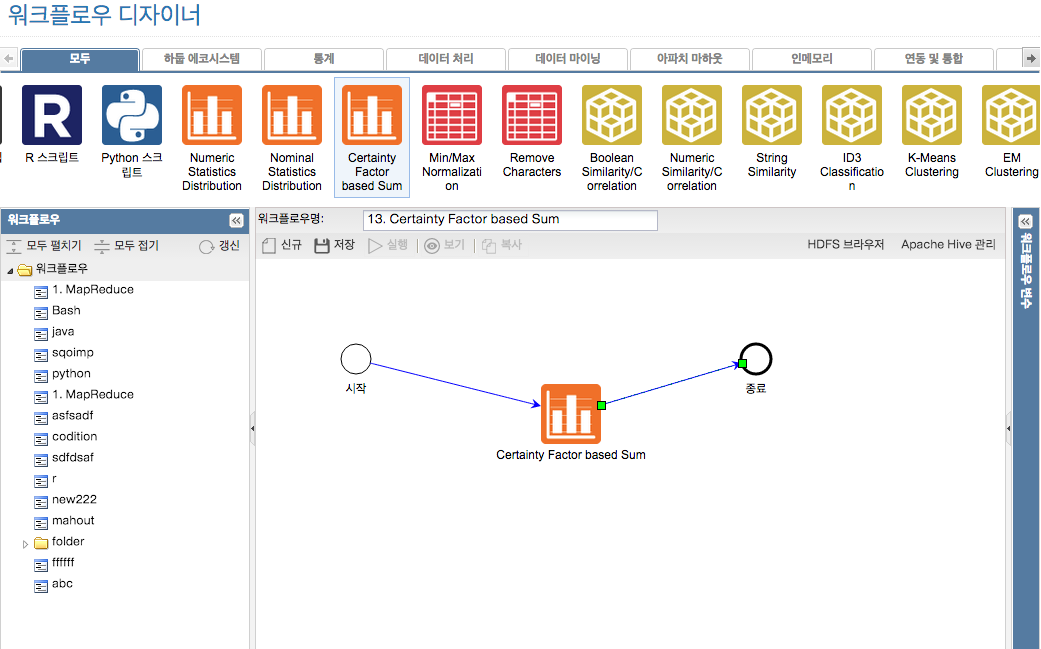 워크플로우 디자이너
모두
하둡 에코시스템
통계
데이터 처리
데이터 마이닝
아파치 마하웃
인메모리
연동 및 통합
R
R 스크립트
Python 스크
립트
Numeric
Statistics
Distribution
Nominal
Statistics
Distribution
Certainty
Factor
based Sum
Min/Max
Normalizati
on
Remove
Characters
Boolean
Similarity/C
orrelation
Numeric
Similarity/C
orrelation
String
Similarity
ID3
Classificatio
n
K-Means
Clustering
EM
Clustering
워크플로우
모두 펼치기
모두 접기
갱신
워크플로우
1. MapReduce
Bash
java
sqoimp
python
1. MapReduce
asfsadf
codition
sdfdsaf
r
new222
mahout
folder
ffffff
abc
워크플로우명:
13. Certainty Factor based Sum
신규
저장
실행
보기
복사
HDFS 브라우저
Apache Hive 관리
시작
Certainty Factor based Sum
종료
워크플로우 변수